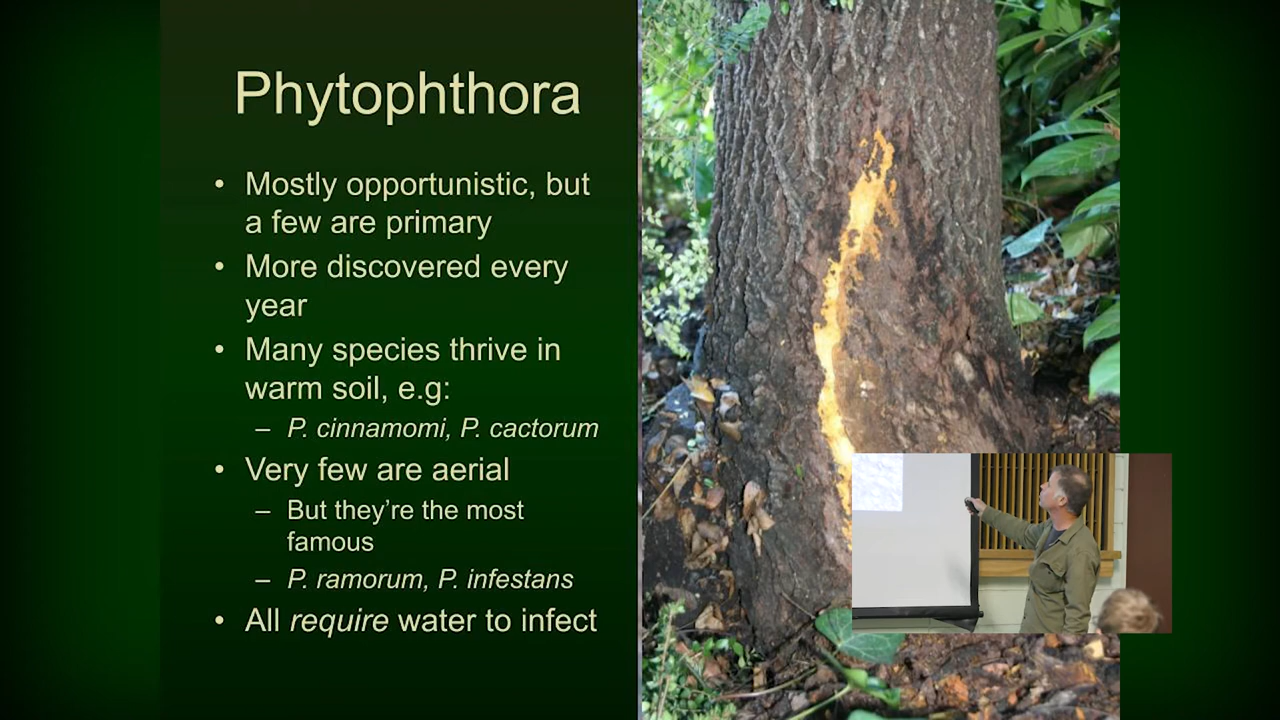 Phytophthora
• Mostly opportunistic, but
a few are primary
• More discovered every
year
• Many species thrive in
warm soil, e.g:
– P. cinnamomi, P. cactorum
• Very few are aerial
– But they’re the most
famous
– P. ramorum, P. infestans
• All require water to infect